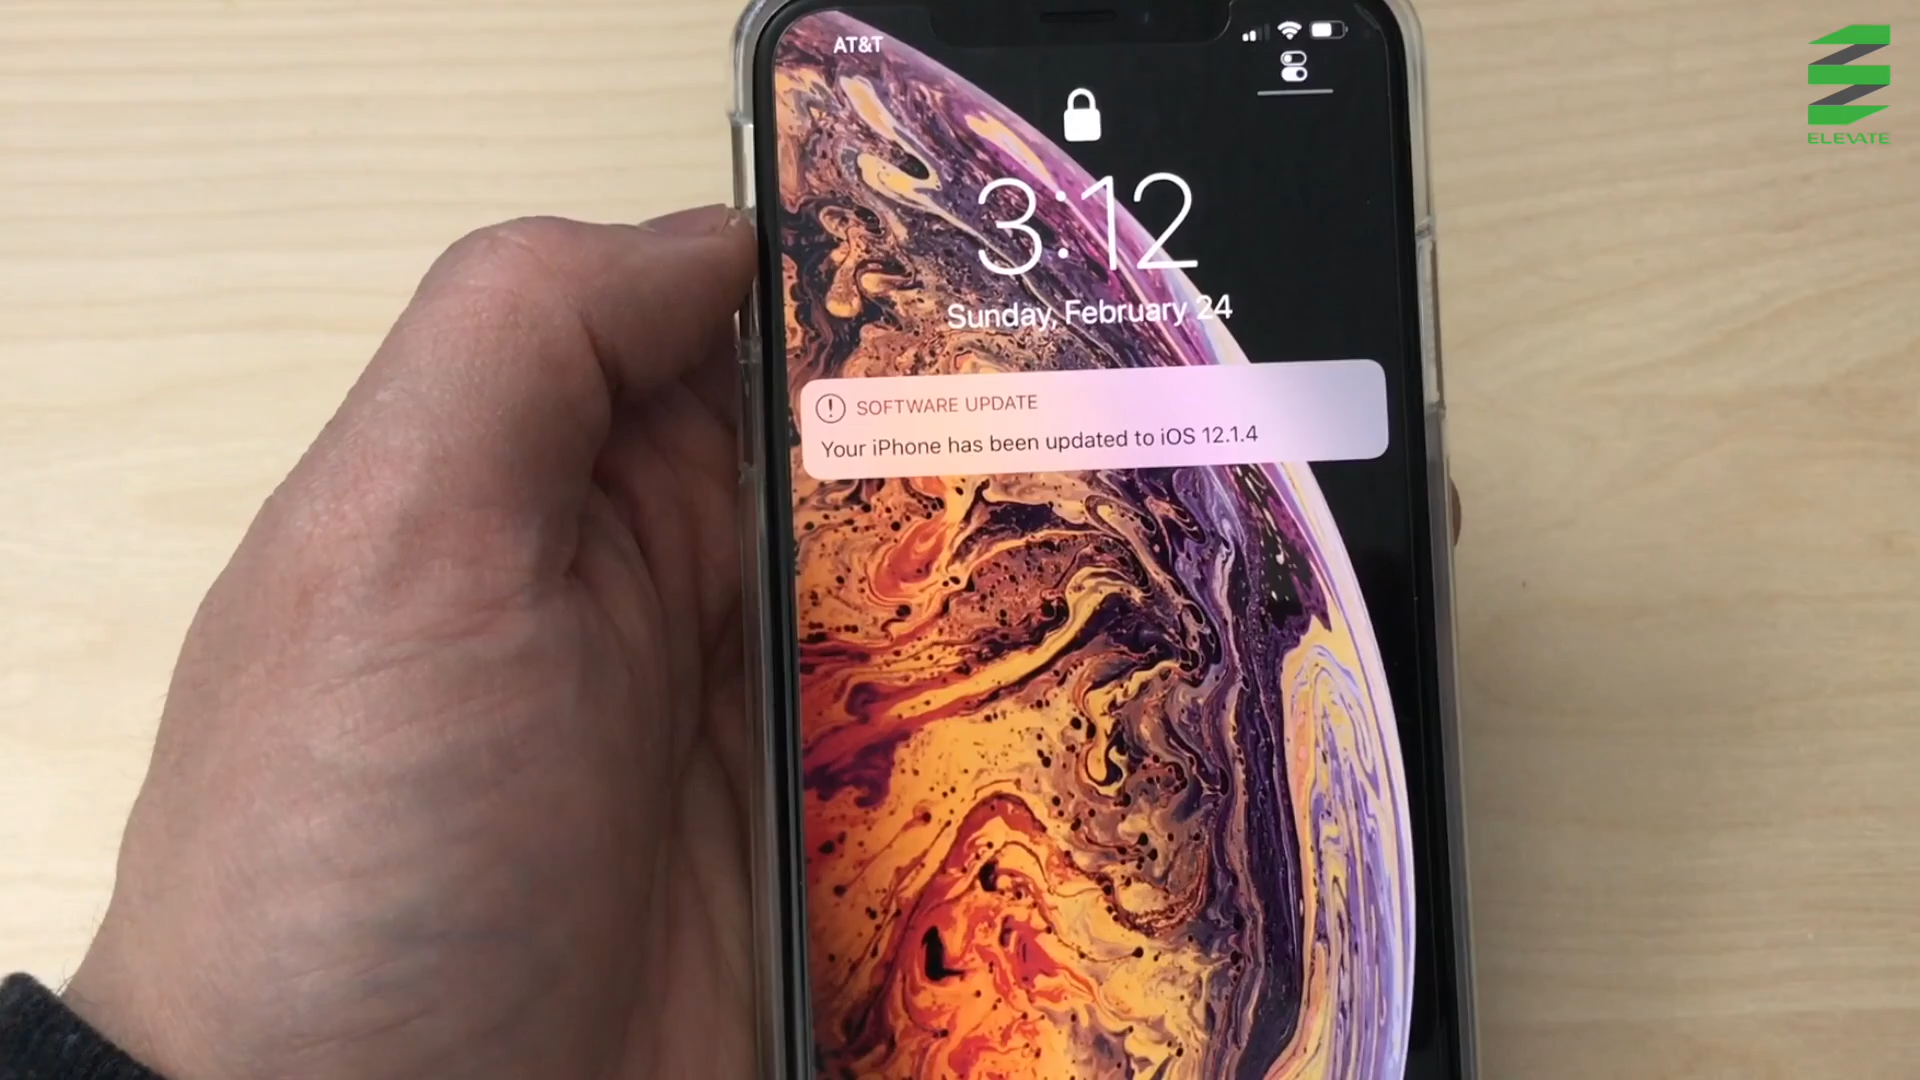 AT&T
ELEVATE
3:12
Sunday, February 24
SOFTWARE UPDATE
Your iPhone has been updated to iOS 12.1.4